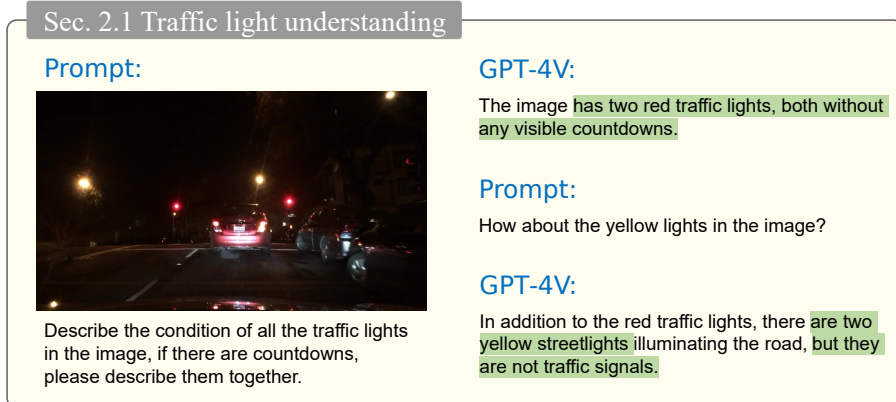 Sec. 2.1 Traffic light understanding
Prompt:
Describe the condition of all the traffic lights
in the image, if there are countdowns,
please describe them together.
GPT-4V:
The image has two red traffic lights, both without
any visible countdowns.
Prompt:
How about the yellow lights in the image?
GPT-4V:
In addition to the red traffic lights, there are two
yellow streetlights illuminating the road, but they
are not traffic signals.